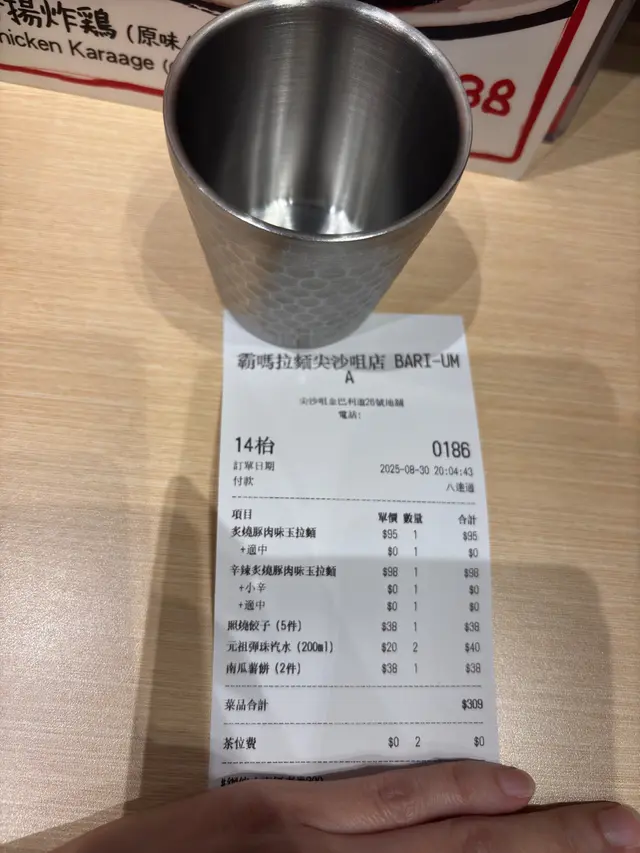 揚炸鷄 (原味
hicken Karaage (
88
霸嗎拉麵尖沙咀店 BARI-UM
A
尖沙咀金巴利道26號地舖
電話:
14枱 0186
訂單日期 2025-08-30 20:04:43
付款 八達通
項目 單價 數量 合計
炙燒豚肉味玉拉麵 $95 1 $95
+適中 $0 1 $0
辛辣炙燒豚肉味玉拉麵 $98 1 $98
+小辛 $0 1 $0
+適中 $0 1 $0
照燒餃子 (5件) $38 1 $38
元祖彈珠汽水 (200ml) $20 2 $40
南瓜薯餅 (2件) $38 1 $38
菜品合計 $309
茶位費 $0 2 $0